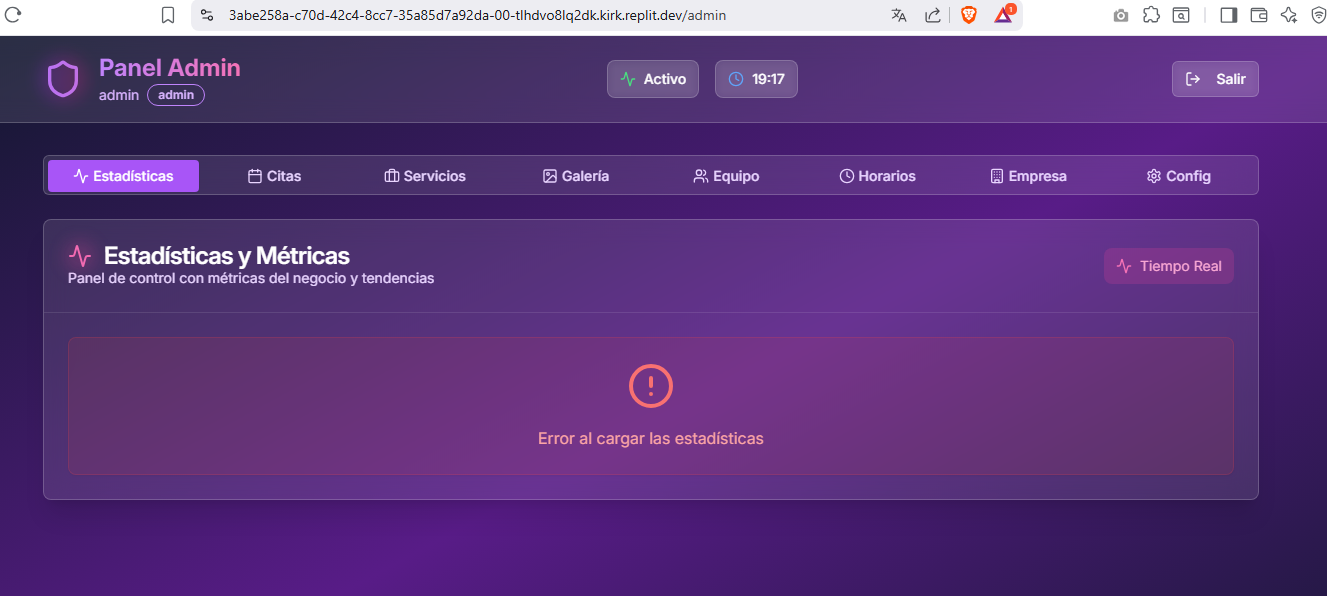 3abe258a-c70d-42c4-8cc7-35a85d7a92da-00-tlhdvo8lq2dk.kirk.replit.dev/admin
1
Panel Admin
admin admin
Activo
19:17
Salir
Estadísticas Citas Servicios Galería Equipo Horarios Empresa Config
Estadísticas y Métricas
Panel de control con métricas del negocio y tendencias
Tiempo Real
Error al cargar las estadísticas